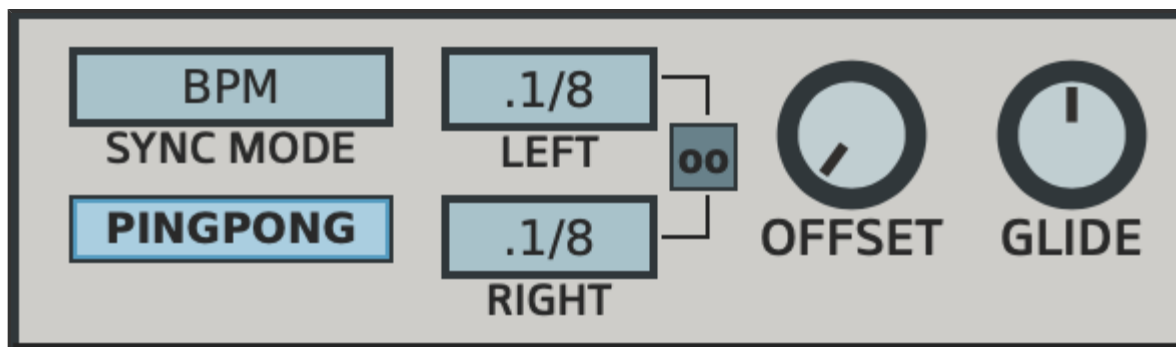 BPM
SYNC MODE
PINGPONG
.1/8
LEFT
oo
.1/8
RIGHT
OFFSET
GLIDE